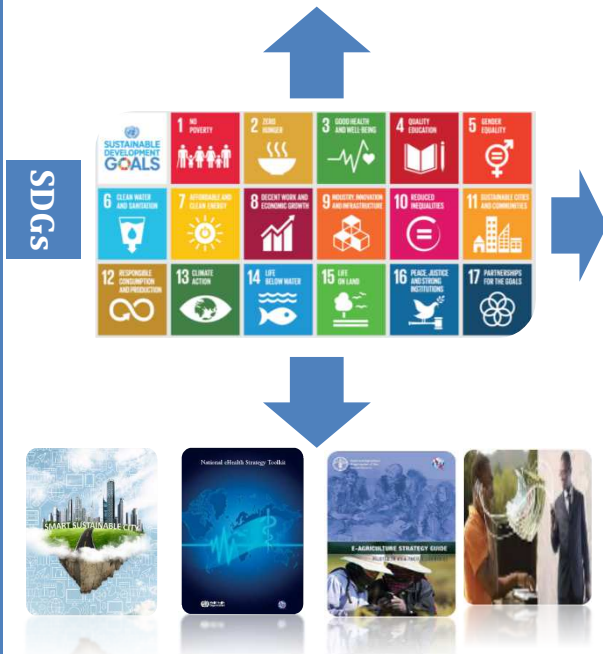 SDGs
SUSTAINABLE
DEVELOPMENT
GOALS
1 NO
POVERTY
2 ZERO
HUNGER
3 GOOD HEALTH
AND WELL-BEING
4 QUALITY
EDUCATION
5 GENDER
EQUALITY
6 CLEAN WATER
AND SANITATION
7 AFFORDABLE AND
CLEAN ENERGY
8 DECENT WORK AND
ECONOMIC GROWTH
9 INDUSTRY, INNOVATION
AND INFRASTRUCTURE
10 REDUCED
INEQUALITIES
11 SUSTAINABLE CITIES
AND COMMUNITIES
12 RESPONSIBLE
CONSUMPTION
AND PRODUCTION
13 CLIMATE
ACTION
14 LIFE
BELOW WATER
15 LIFE
ON LAND
16 PEACE, JUSTICE
AND STRONG
INSTITUTIONS
17 PARTNERSHIPS
FOR THE GOALS
SMART SUSTAINABLE CITY
National eHealth Strategy Toolkit
E-AGRICULTURE STRATEGY GUIDE